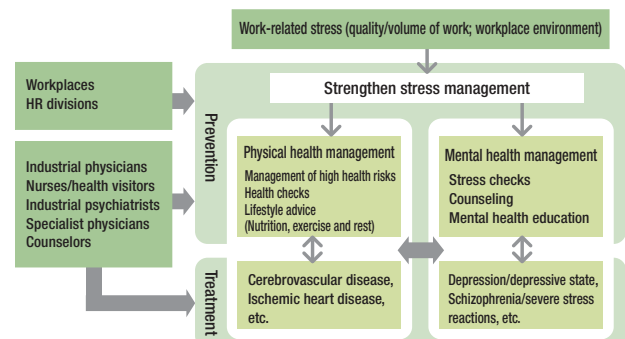 Work-related stress (quality/volume of work; workplace environment)
Workplaces
HR divisions
Strengthen stress management
Prevention
Physical health management
Management of high health risks
Health checks
Lifestyle advice
(Nutrition, exercise and rest)
Mental health management
Stress checks
Counseling
Mental health education
Industrial physicians
Nurses/health visitors
Industrial psychiatrists
Specialist physicians
Counselors
Treatment
Cerebrovascular disease,
Ischemic heart disease,
etc.
Depression/depressive state,
Schizophrenia/severe stress
reactions, etc.